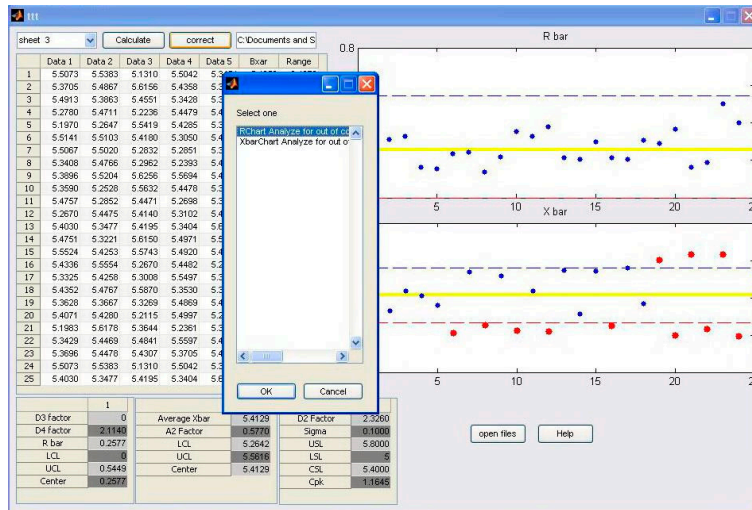 ttt
sheet 3 Calculate correct C:\Documents and S
R bar
0.8
Data 1 Data 2 Data 3 Data 4 Data 5 Bxar Range
1 5.5073 5.5383 5.1310 5.5042
2 5.3705 5.4867 5.6156 5.4358
3 5.4913 5.3863 5.4551 5.3428
4 5.2780 5.4711 5.2236 5.4479
5 5.1970 5.2647 5.5419 5.4285
6 5.5141 5.5103 5.4180 5.3050
7 5.5067 5.5020 5.2832 5.2851
8 5.3408 5.4766 5.2962 5.2393
9 5.3896 5.5204 5.6256 5.5694
10 5.3590 5.2528 5.5632 5.4478
11 5.4757 5.2852 5.4471 5.2698
12 5.2670 5.4475 5.4140 5.3102
13 5.4030 5.3477 5.4195 5.3404
14 5.4751 5.3221 5.6150 5.4971
15 5.5524 5.4253 5.5743 5.4920
16 5.4336 5.5554 5.2670 5.4482
17 5.3325 5.4258 5.3008 5.5497
18 5.4352 5.4767 5.5870 5.3530
19 5.3628 5.3667 5.3269 5.4869
20 5.4071 5.4280 5.2115 5.4997
21 5.1983 5.6178 5.3644 5.2361
22 5.3429 5.4469 5.4841 5.5597
23 5.3696 5.4478 5.4307 5.3705
24 5.5073 5.5383 5.1310 5.5042
25 5.4030 5.3477 5.4195 5.3404
Select one
RChart Analyze for out of co
XbarChart Analyze for out o
OK Cancel
5 10 15 20
X bar
5 10 15 20
1
D3 factor 0
D4 factor 2.1140
R bar 0.2577
LCL 0
UCL 0.5449
Center 0.2577
Average Xbar 5.4129
A2 Factor 0.5770
LCL 5.2642
UCL 5.5616
Center 5.4129
D2 Factor 2.3260
Sigma 0.1000
USL 5.8000
LSL 5
CSL 5.4000
Cpk 1.1645
open files Help